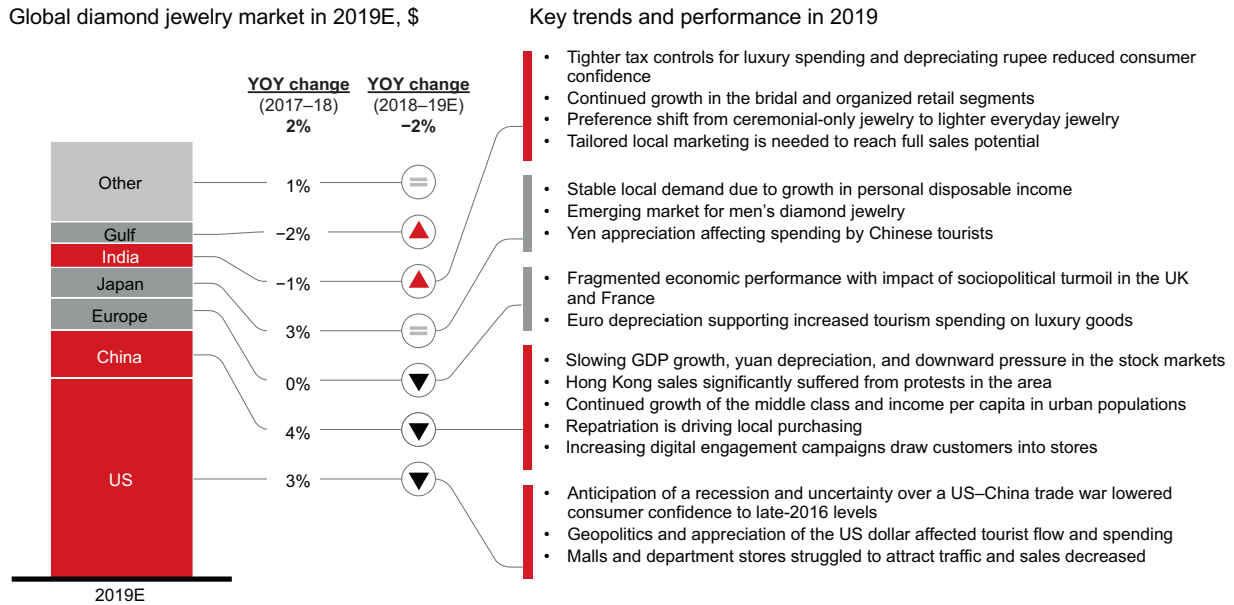 Global diamond jewelry market in 2019E, $
Key trends and performance in 2019
YOY change
(2017–18)
2%
YOY change
(2018–19E)
−2%
Other
1%
Gulf
−2%
India
−1%
Japan
3%
Europe
0%
China
4%
US
3%
2019E
• Tighter tax controls for luxury spending and depreciating rupee reduced consumer
confidence
• Continued growth in the bridal and organized retail segments
• Preference shift from ceremonial-only jewelry to lighter everyday jewelry
• Tailored local marketing is needed to reach full sales potential
• Stable local demand due to growth in personal disposable income
• Emerging market for men’s diamond jewelry
• Yen appreciation affecting spending by Chinese tourists
• Fragmented economic performance with impact of sociopolitical turmoil in the UK
and France
• Euro depreciation supporting increased tourism spending on luxury goods
• Slowing GDP growth, yuan depreciation, and downward pressure in the stock markets
• Hong Kong sales significantly suffered from protests in the area
• Continued growth of the middle class and income per capita in urban populations
• Repatriation is driving local purchasing
• Increasing digital engagement campaigns draw customers into stores
• Anticipation of a recession and uncertainty over a US–China trade war lowered
consumer confidence to late-2016 levels
• Geopolitics and appreciation of the US dollar affected tourist flow and spending
• Malls and department stores struggled to attract traffic and sales decreased